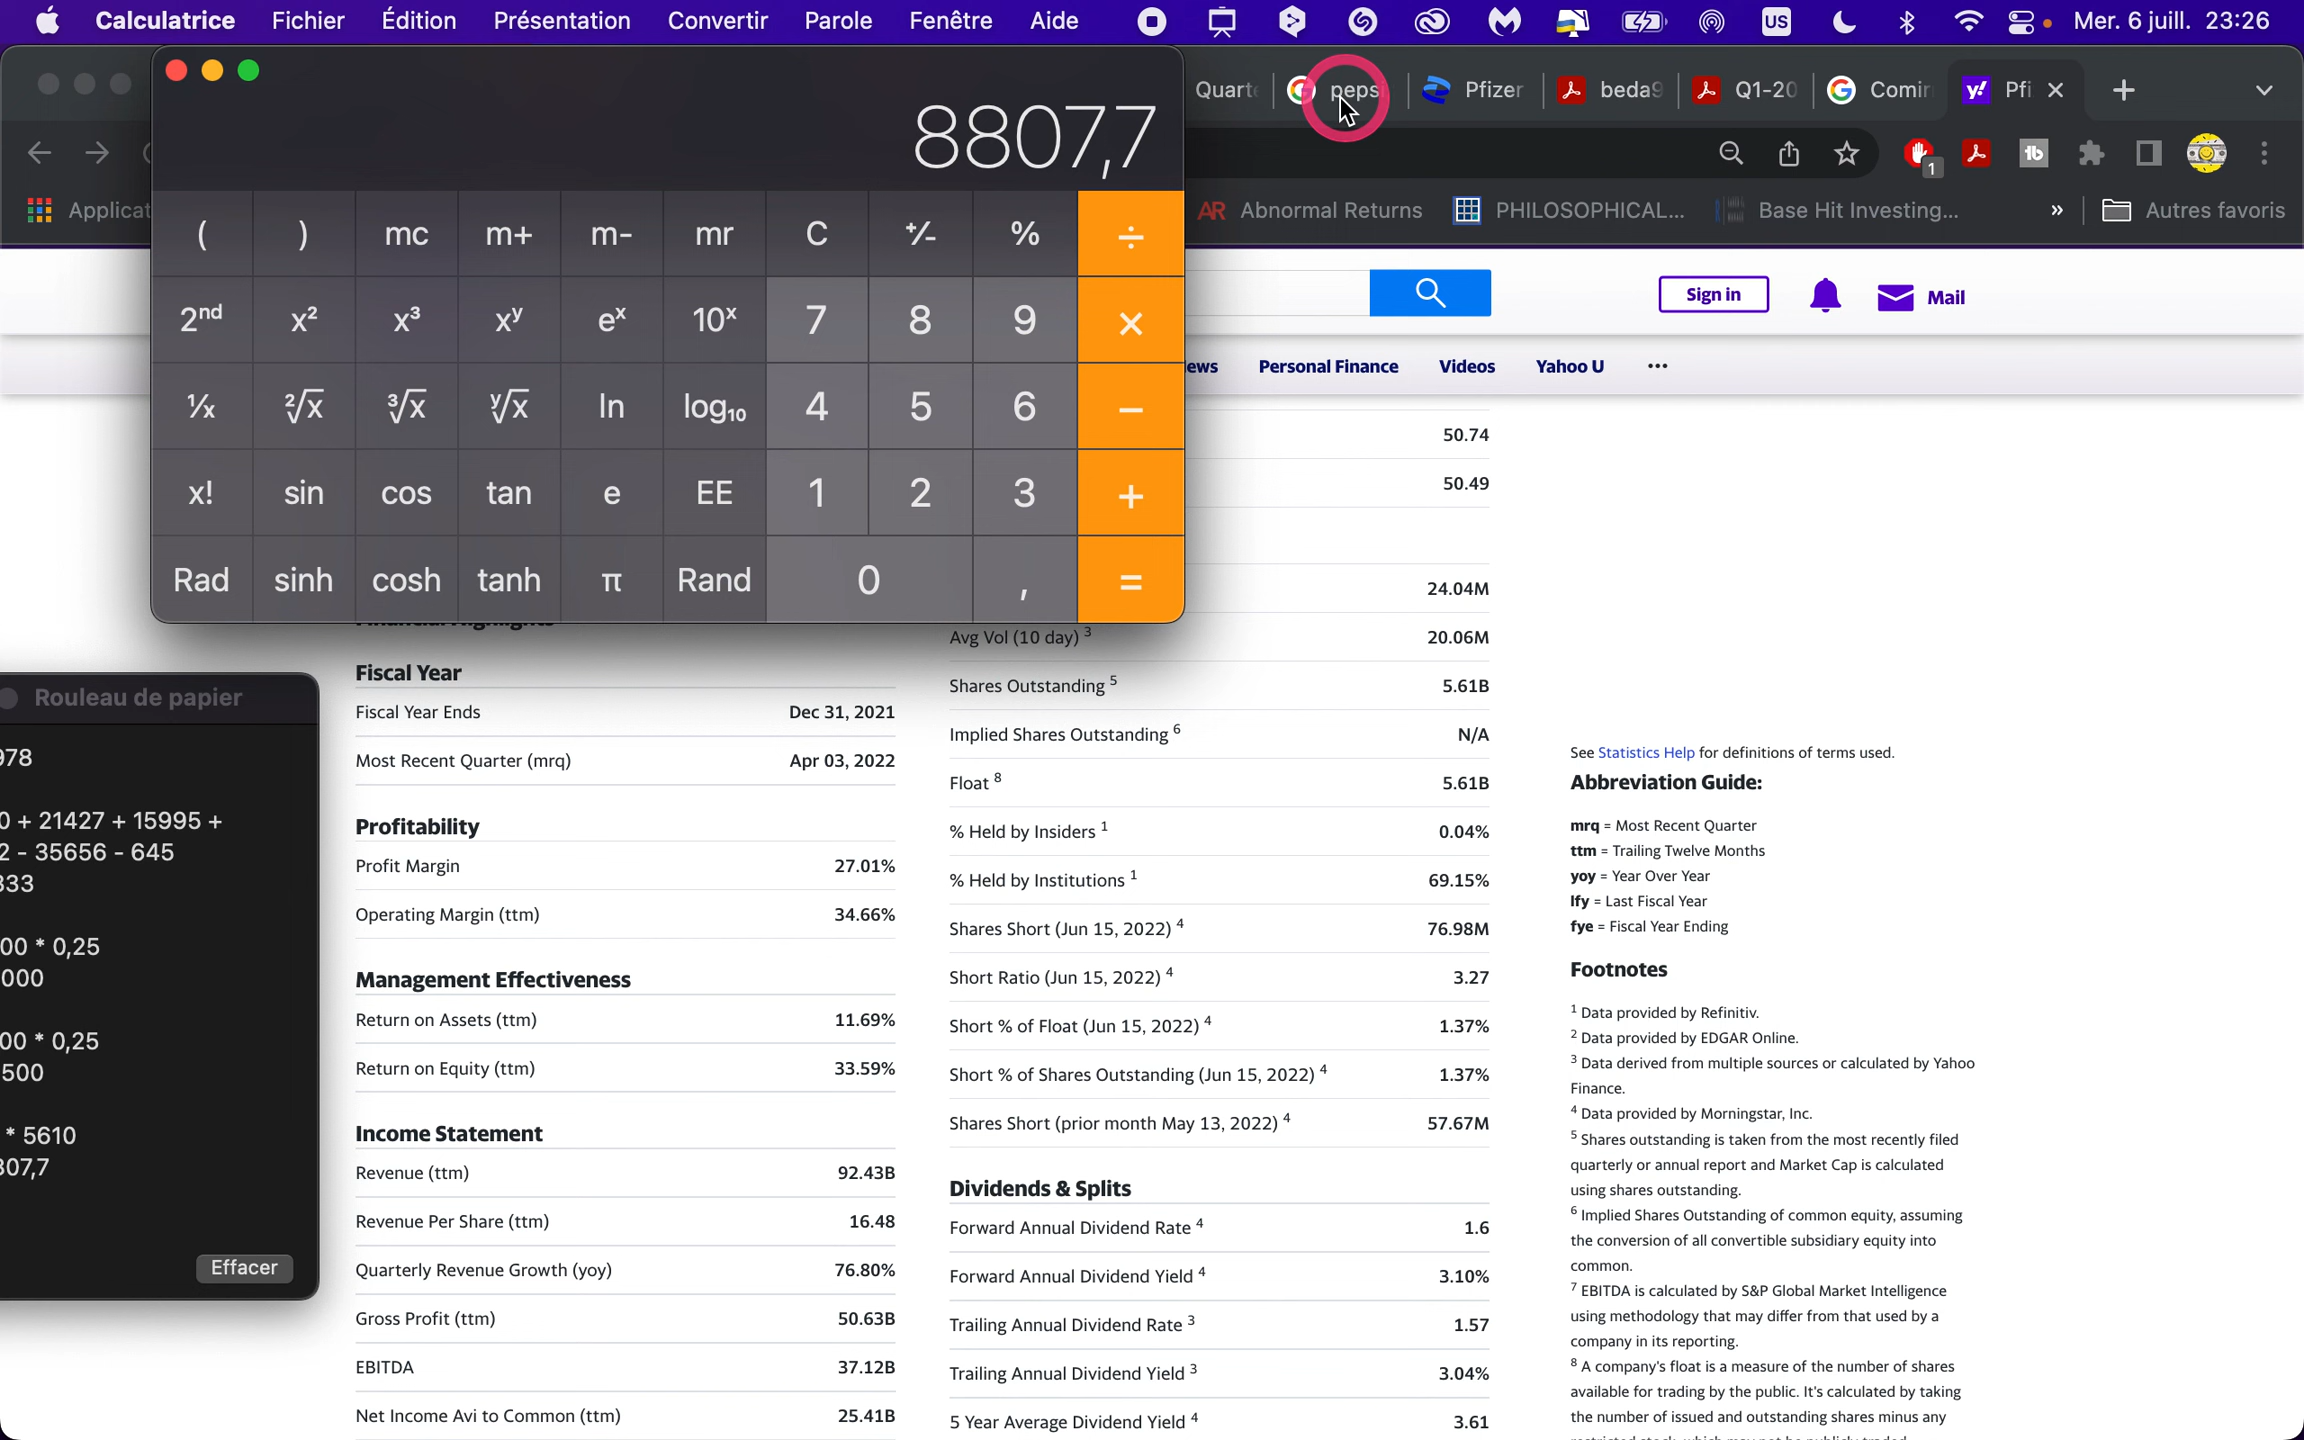 Calculatrice Fichier Édition Présentation Convertir Parole Fenêtre Aide US Mer. 6 juill. 23:26
Quarte peps Pfizer beda9 Q1-20 Comin Pfi
8807,7
1
Applicat AR Abnormal Returns PHILOSOPHICAL... Base Hit Investing... » Autres favoris
( ) mc m+ m- mr C +/- % ÷
Sign in Mail
2nd x² x³ xʸ eˣ 10ˣ 7 8 9 ×
ews Personal Finance Videos Yahoo U ...
1/x ²√x ³√x ʸ√x ln log₁₀ 4 5 6 −
50.74
x! sin cos tan e EE 1 2 3 +
50.49
Rad sinh cosh tanh π Rand 0 , =
24.04M
Avg Vol (10 day) 3 20.06M
Shares Outstanding 5 5.61B
Implied Shares Outstanding 6 N/A
Float 8 5.61B
% Held by Insiders 1 0.04%
% Held by Institutions 1 69.15%
Shares Short (Jun 15, 2022) 4 76.98M
Short Ratio (Jun 15, 2022) 4 3.27
Short % of Float (Jun 15, 2022) 4 1.37%
Short % of Shares Outstanding (Jun 15, 2022) 4 1.37%
Shares Short (prior month May 13, 2022) 4 57.67M
Dividends & Splits
Forward Annual Dividend Rate 4 1.6
Forward Annual Dividend Yield 4 3.10%
Trailing Annual Dividend Rate 3 1.57
Trailing Annual Dividend Yield 3 3.04%
5 Year Average Dividend Yield 4 3.61
Fiscal Year
Fiscal Year Ends Dec 31, 2021
Most Recent Quarter (mrq) Apr 03, 2022
Profitability
Profit Margin 27.01%
Operating Margin (ttm) 34.66%
Management Effectiveness
Return on Assets (ttm) 11.69%
Return on Equity (ttm) 33.59%
Income Statement
Revenue (ttm) 92.43B
Revenue Per Share (ttm) 16.48
Quarterly Revenue Growth (yoy) 76.80%
Gross Profit (ttm) 50.63B
EBITDA 37.12B
Net Income Avi to Common (ttm) 25.41B
Rouleau de papier
978
0 + 21427 + 15995 +
2 - 35656 - 645
333
00 * 0,25
000
00 * 0,25
500
* 5610
307,7
Effacer
See Statistics Help for definitions of terms used.
Abbreviation Guide:
mrq = Most Recent Quarter
ttm = Trailing Twelve Months
yoy = Year Over Year
lfy = Last Fiscal Year
fye = Fiscal Year Ending
Footnotes
1 Data provided by Refinitiv.
2 Data provided by EDGAR Online.
3 Data derived from multiple sources or calculated by Yahoo
Finance.
4 Data provided by Morningstar, Inc.
5 Shares outstanding is taken from the most recently filed
quarterly or annual report and Market Cap is calculated
using shares outstanding.
6 Implied Shares Outstanding of common equity, assuming
the conversion of all convertible subsidiary equity into
common.
7 EBITDA is calculated by S&P Global Market Intelligence
using methodology that may differ from that used by a
company in its reporting.
8 A company's float is a measure of the number of shares
available for trading by the public. It's calculated by taking
the number of issued and outstanding shares minus any